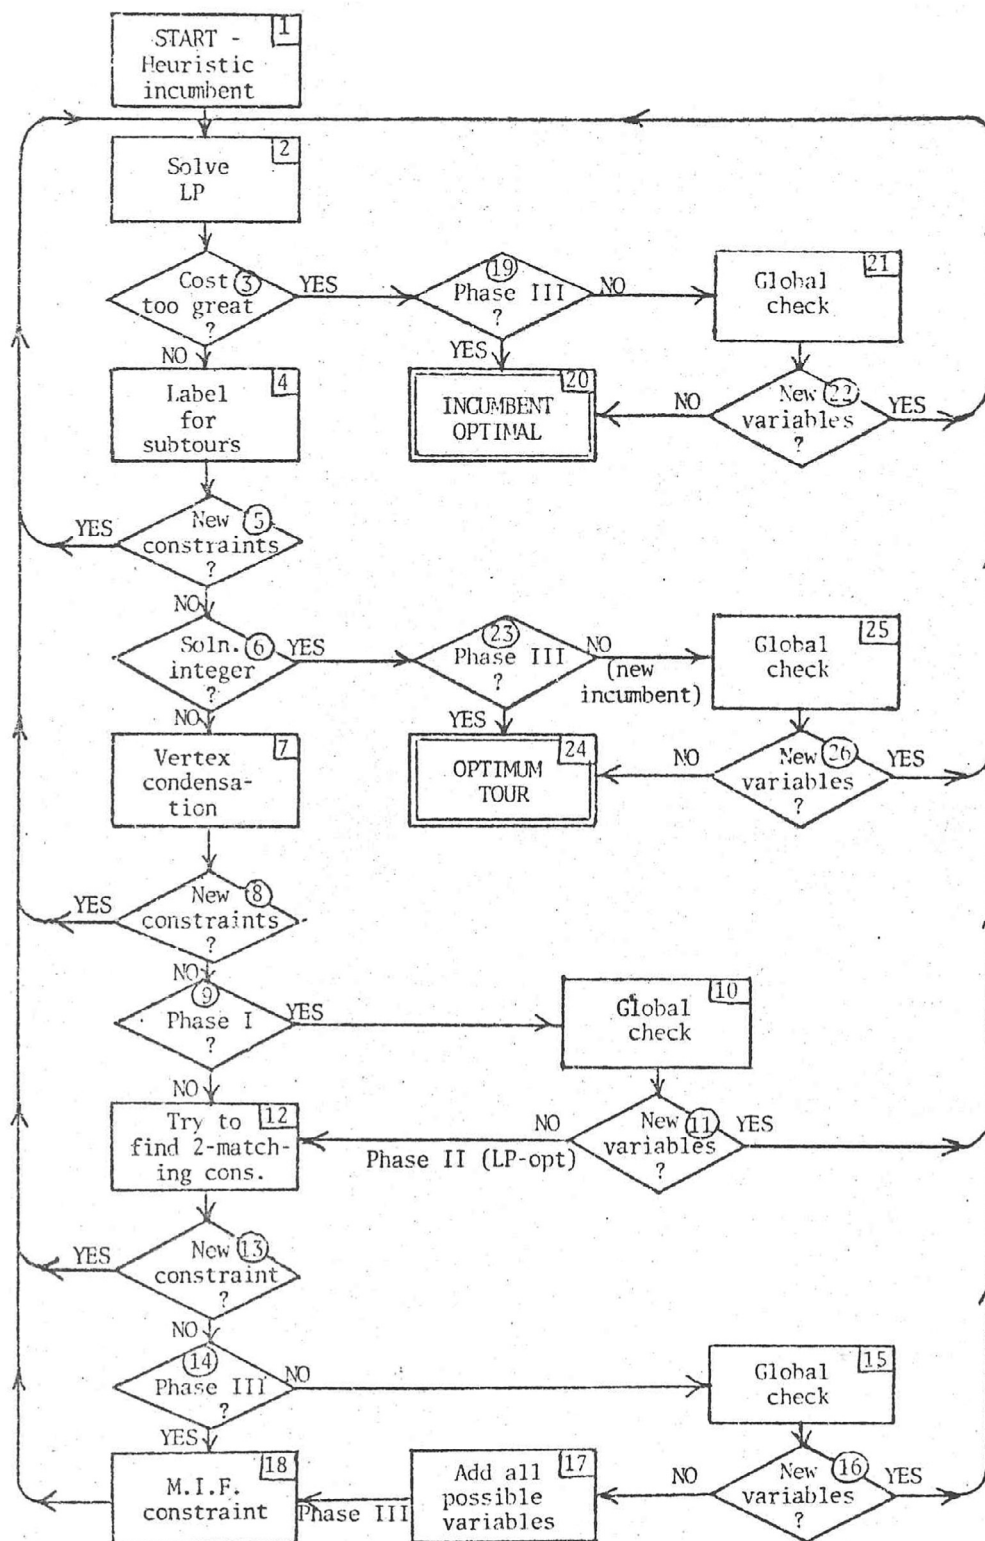 1
START -
Heuristic
incumbent
2
Solve
LP
3
Cost
too great
?
YES
NO
19
Phase III
?
NO
YES
21
Global
check
20
INCUMBENT
OPTIMAL
22
New
variables
?
NO
YES
4
Label
for
subtours
5
New
constraints
?
YES
NO
6
Soln.
integer
?
YES
NO
23
Phase III
?
NO
(new
incumbent)
YES
25
Global
check
24
OPTIMUM
TOUR
26
New
variables
?
NO
YES
7
Vertex
condensa-
tion
8
New
constraints
?
YES
NO
9
Phase I
?
YES
NO
10
Global
check
11
New
variables
?
NO
Phase II (LP-opt)
YES
12
Try to
find 2-match-
ing cons.
13
New
constraint
?
YES
NO
14
Phase III
?
NO
YES
15
Global
check
16
New
variables
?
NO
YES
17
Add all
possible
variables
Phase III
18
M.I.F.
constraint